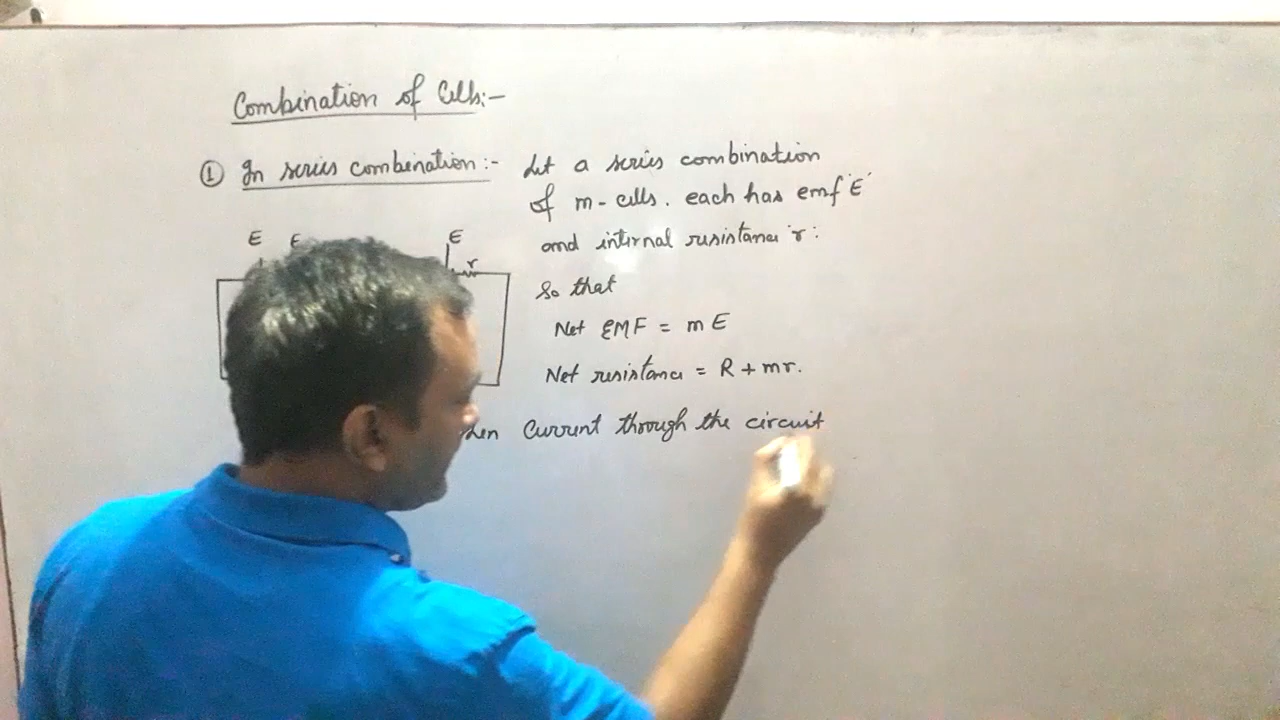 Combination of Cells:-
① In series combination :- Let a series combination
of m-cells. each has emf 'E'
and internal resistance 'r':
E E E
r
So that
Net EMF = mE
Net resistance = R + mr.
Current through the circuit